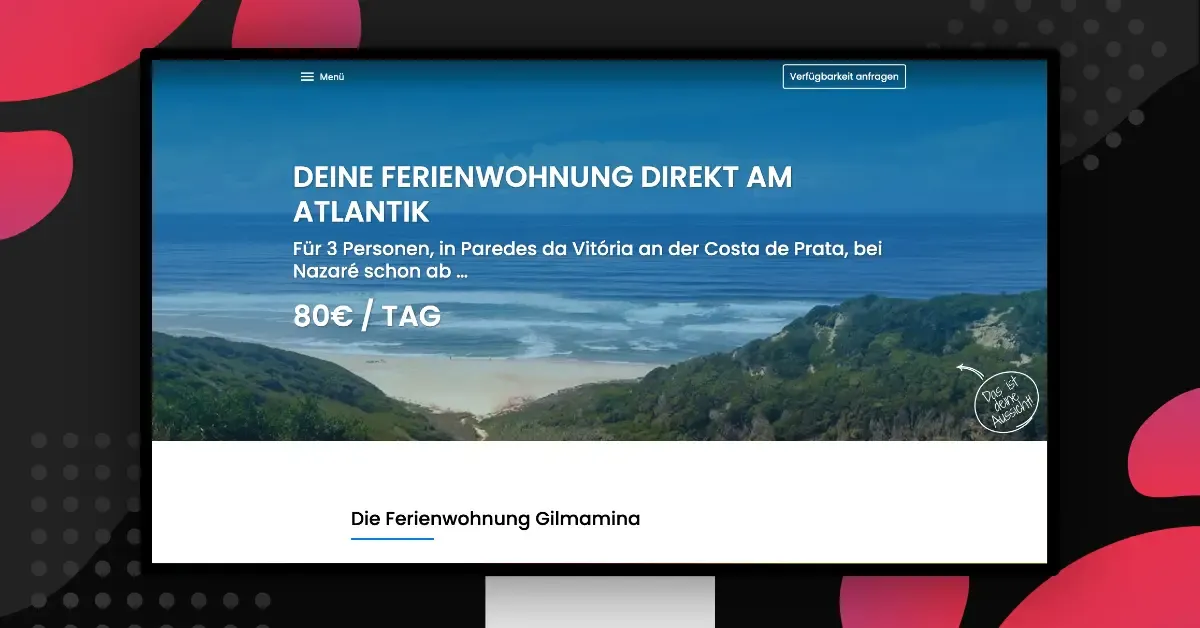 Menü
Verfügbarkeit anfragen
DEINE FERIENWOHNUNG DIREKT AM
ATLANTIK
Für 3 Personen, in Paredes da Vitória an der Costa de Prata, bei
Nazaré schon ab ...
80€ / TAG
Das ist
deine
Aussicht!
Die Ferienwohnung Gilmamina